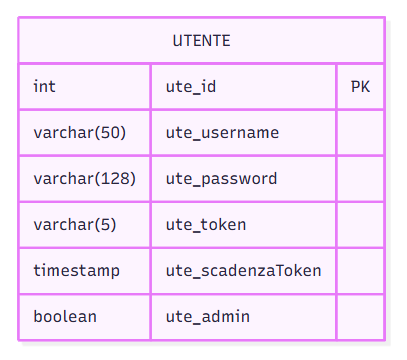 UTENTE
int ute_id PK
varchar(50) ute_username
varchar(128) ute_password
varchar(5) ute_token
timestamp ute_scadenzaToken
boolean ute_admin